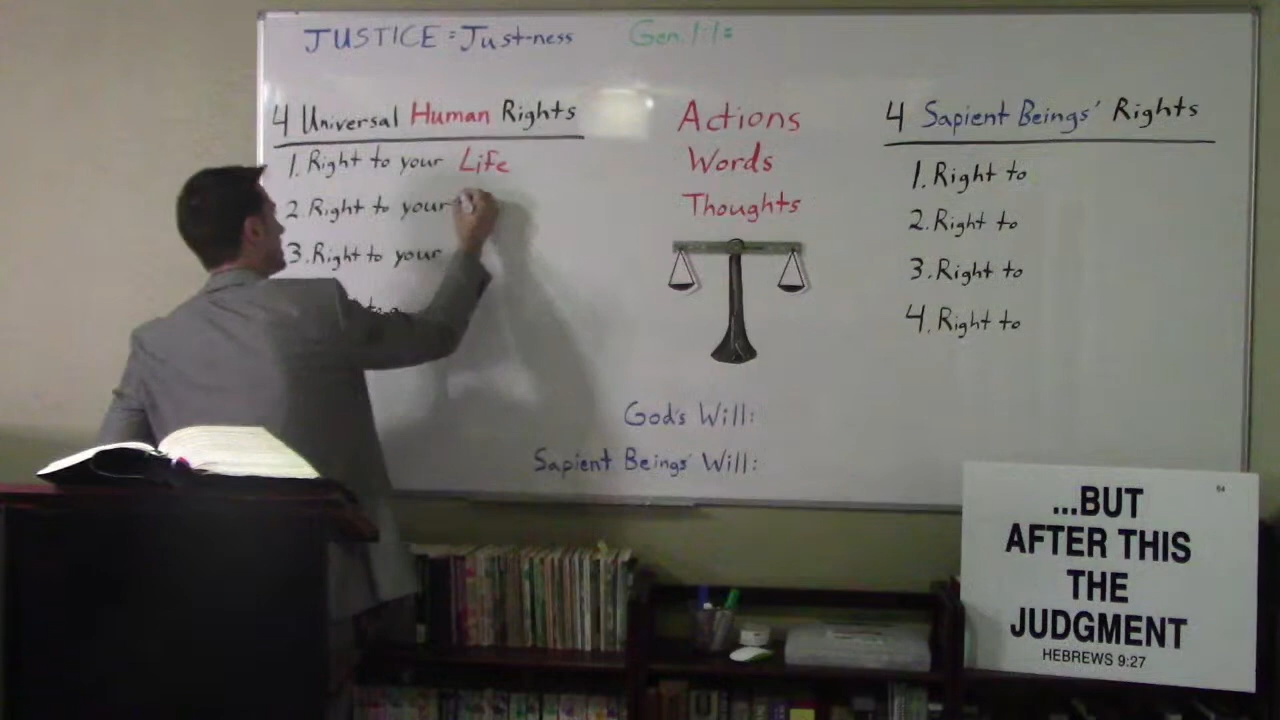 JUSTICE = Just-ness
Gen. 1:1 =
4 Universal Human Rights
1. Right to your Life
2. Right to your
3. Right to your
to
Actions
Words
Thoughts
God's Will:
Sapient Beings' Will:
4 Sapient Beings' Rights
1. Right to
2. Right to
3. Right to
4. Right to
64
...BUT
AFTER THIS
THE
JUDGMENT
HEBREWS 9:27